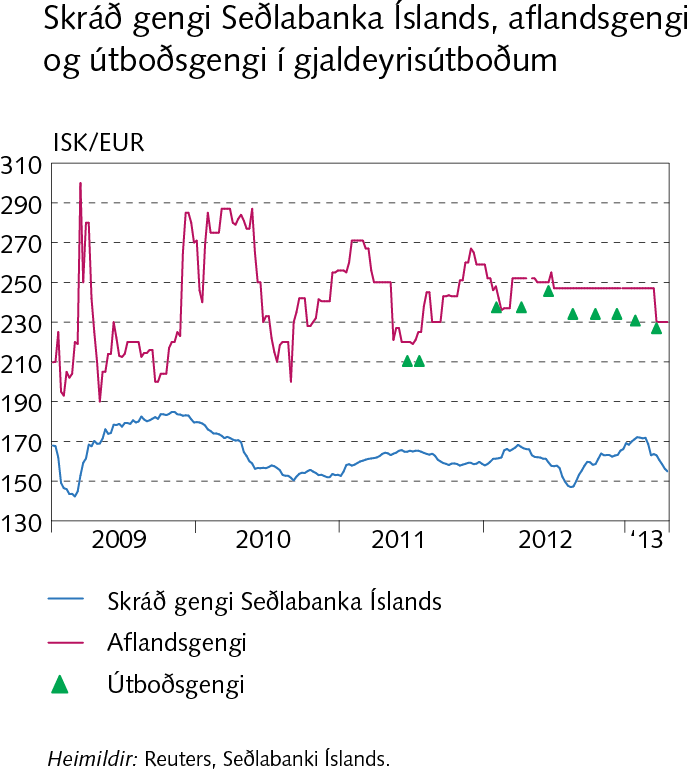 Skráð gengi Seðlabanka Íslands, aflandsgengi
og útboðsgengi í gjaldeyrisútboðum
ISK/EUR
310
290
270
250
230
210
190
170
150
130
2009 2010 2011 2012 ‘13
Skráð gengi Seðlabanka Íslands
Aflandsgengi
Útboðsgengi
Heimildir: Reuters, Seðlabanki Íslands.